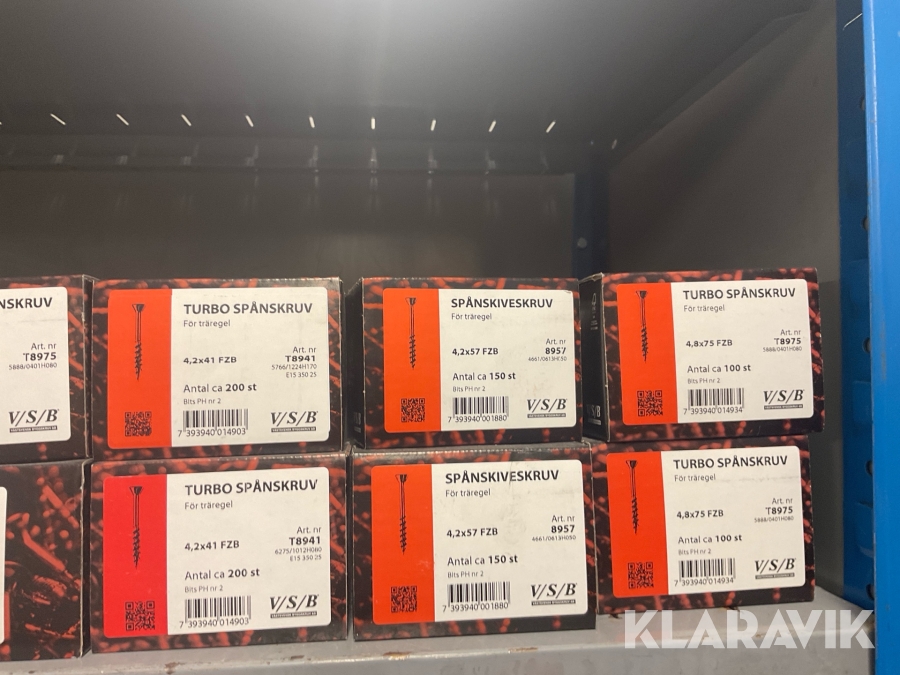 NSKRUV
Art. nr
T8975
5888/0401H080
V/S/B
TURBO SPÅNSKRUV
För träregel
4,2x41 FZB
Art. nr
T8941
5766/1224H170
E15 350 25
Antal ca 200 st
Bits PH nr 2
7 393940 014903
V/S/B
SPÅNSKIVESKRUV
För träregel
4,2x57 FZB
Art. nr
8957
4661/0613H050
Antal ca 150 st
Bits PH nr 2
7 393940 001880
V/S/B
TURBO SPÅNSKRUV
För träregel
4,8x75 FZB
Art. nr
T8975
5888/0401H080
Antal ca 100 st
Bits PH nr 2
7 393940 014934
V/S/B
TURBO SPÅNSKRUV
För träregel
4,2x41 FZB
Art. nr
T8941
6275/1012H080
E15 350 25
Antal ca 200 st
Bits PH nr 2
7 393940 014903
V/S/B
SPÅNSKIVESKRUV
För träregel
4,2x57 FZB
Art. nr
8957
4661/0613H050
Antal ca 150 st
Bits PH nr 2
7 393940 001880
V/S/B
TURBO SPÅNSKRUV
För träregel
4,8x75 FZB
Art. nr
T8975
5888/0401H080
Antal ca 100 st
Bits PH nr 2
7 393940 014934
V/S/B
KLARAVIK